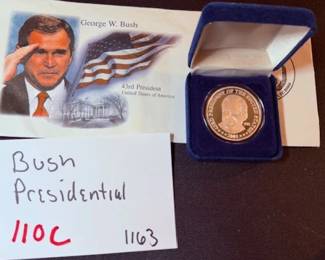 George W. Bush
43rd President
United States of America
Bush
Presidential
110C
1163